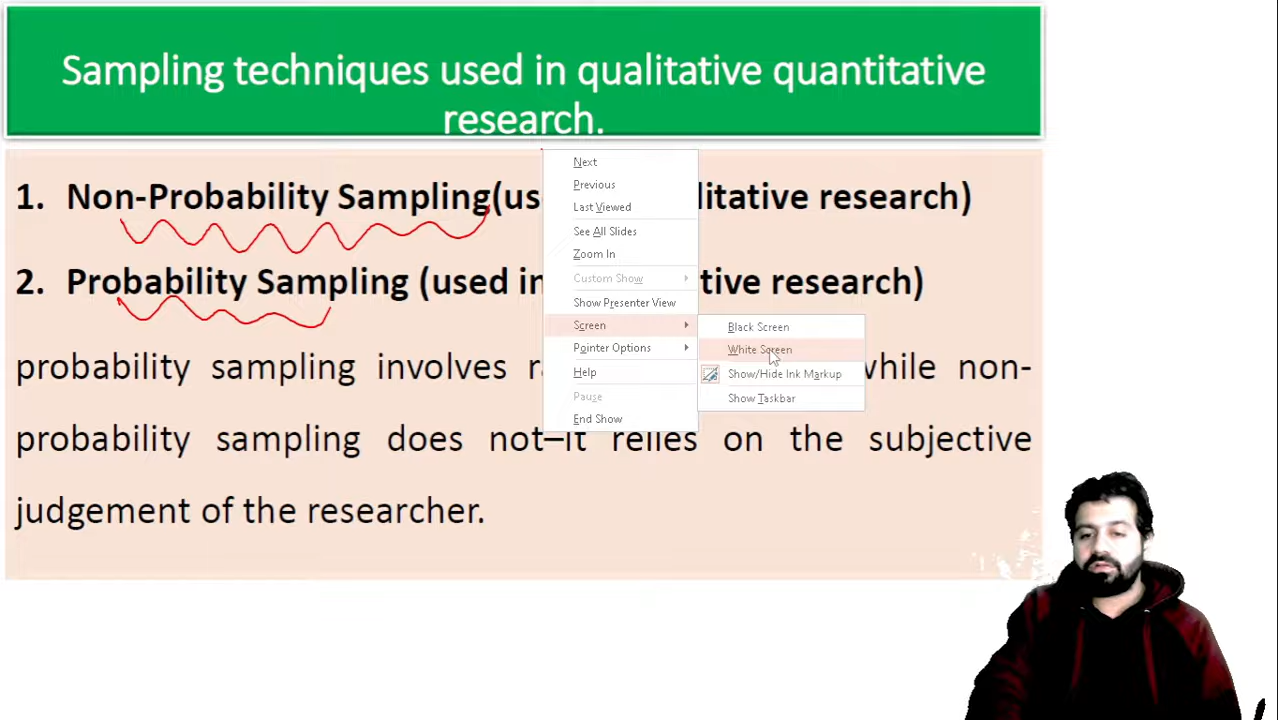 Sampling techniques used in qualitative quantitative
research.
1. Non-Probability Sampling(us litative research)
2. Probability Sampling (used in tive research)
probability sampling involves while non-
probability sampling does not–it relies on the subjective
judgement of the researcher.
Next
Previous
Last Viewed
See All Slides
Zoom In
Custom Show
Show Presenter View
Screen
Pointer Options
Help
Pause
End Show
Black Screen
White Screen
Show/Hide Ink Markup
Show Taskbar